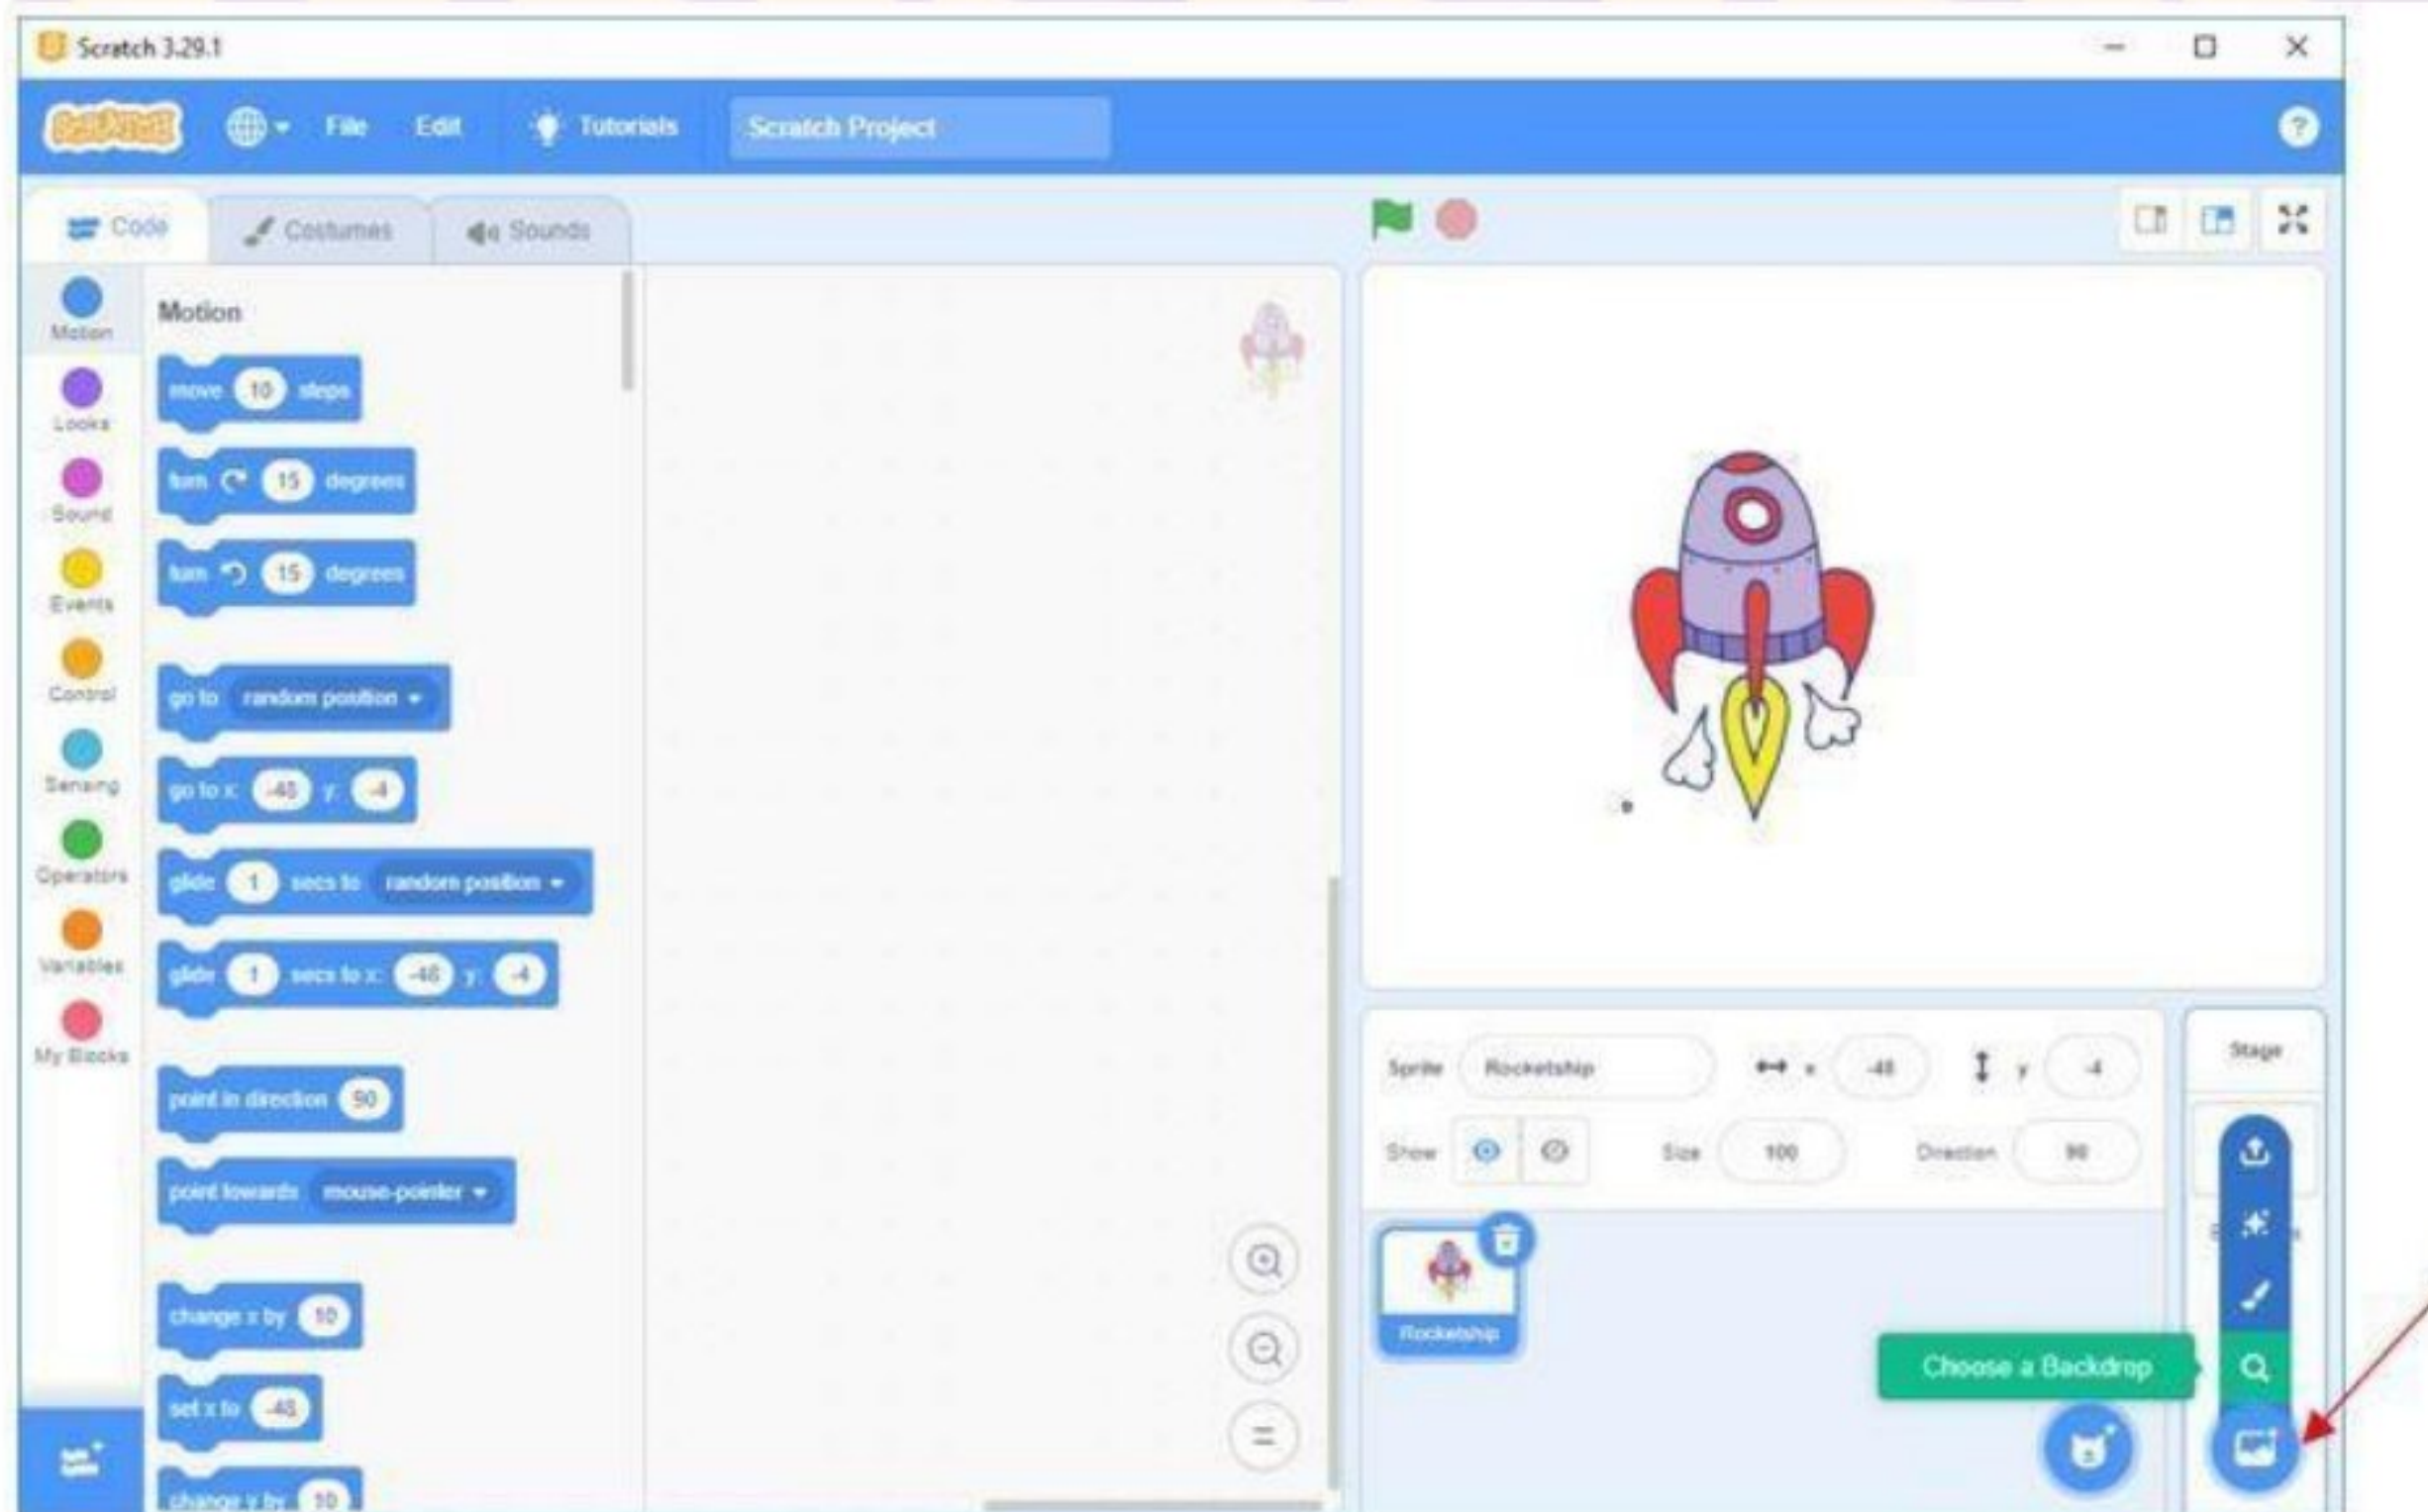 Scratch 3.29.1
SCRATCH
File Edit Tutorials Scratch Project ?
Code Costumes Sounds
Motion
Looks
Sound
Events
Control
Sensing
Operators
Variables
My Blocks
Motion
move 10 steps
turn 15 degrees
turn 15 degrees
go to random position
go to x: -48 y: -4
glide 1 secs to random position
glide 1 secs to x: -48 y: -4
point in direction 90
point towards mouse-pointer
change x by 10
set x to -48
change y by 10
Sprite Rocketship x -48 y -4
Show Size 100 Direction 90
Rocketship
Stage
Choose a Backdrop